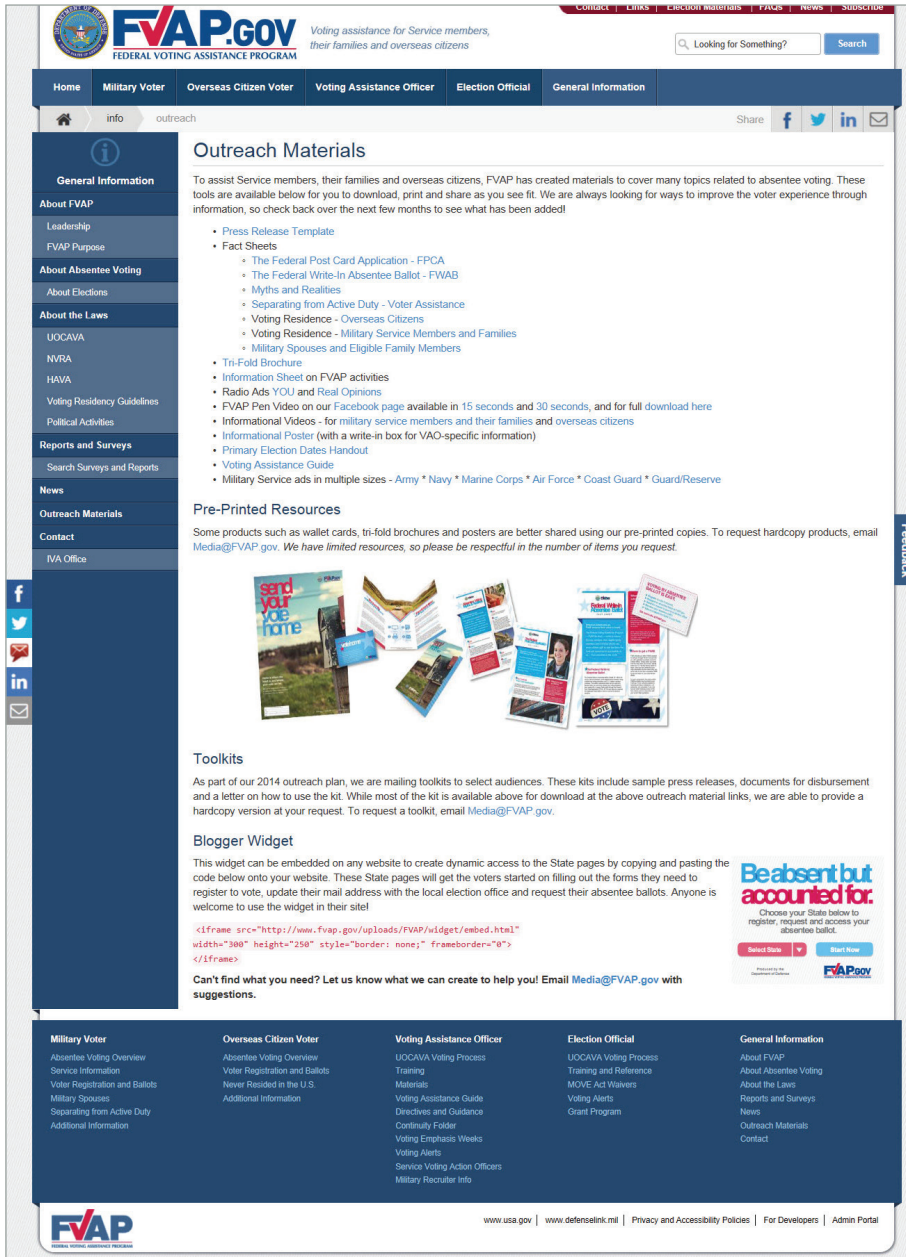 Contact | Links | Election Materials | FAQs | News | Subscribe
FVAP.GOV
FEDERAL VOTING ASSISTANCE PROGRAM
Voting assistance for Service members,
their families and overseas citizens
Looking for Something?
Search
Home
Military Voter
Overseas Citizen Voter
Voting Assistance Officer
Election Official
General Information
info
outreach
Share
General Information
About FVAP
Leadership
FVAP Purpose
About Absentee Voting
About Elections
About the Laws
UOCAVA
NVRA
HAVA
Voting Residency Guidelines
Political Activities
Reports and Surveys
Search Surveys and Reports
News
Outreach Materials
Contact
IVA Office
Outreach Materials
To assist Service members, their families and overseas citizens, FVAP has created materials to cover many topics related to absentee voting. These
tools are available below for you to download, print and share as you see fit. We are always looking for ways to improve the voter experience through
information, so check back over the next few months to see what has been added!
• Press Release Template
• Fact Sheets
◦ The Federal Post Card Application - FPCA
◦ The Federal Write-In Absentee Ballot - FWAB
◦ Myths and Realities
◦ Separating from Active Duty - Voter Assistance
◦ Voting Residence - Overseas Citizens
◦ Voting Residence - Military Service Members and Families
◦ Military Spouses and Eligible Family Members
• Tri-Fold Brochure
• Information Sheet on FVAP activities
• Radio Ads YOU and Real Opinions
• FVAP Pen Video on our Facebook page available in 15 seconds and 30 seconds, and for full download here
• Informational Videos - for military service members and their families and overseas citizens
• Informational Poster (with a write-in box for VAO-specific information)
• Primary Election Dates Handout
• Voting Assistance Guide
• Military Service ads in multiple sizes - Army * Navy * Marine Corps * Air Force * Coast Guard * Guard/Reserve
Pre-Printed Resources
Some products such as wallet cards, tri-fold brochures and posters are better shared using our pre-printed copies. To request hardcopy products, email
Media@FVAP.gov. We have limited resources, so please be respectful in the number of items you request.
Feedback
send
your
vote
home
Federal Write-In
Absentee Ballot
VOTE
Toolkits
As part of our 2014 outreach plan, we are mailing toolkits to select audiences. These kits include sample press releases, documents for disbursement
and a letter on how to use the kit. While most of the kit is available above for download at the above outreach material links, we are able to provide a
hardcopy version at your request. To request a toolkit, email Media@FVAP.gov.
Blogger Widget
This widget can be embedded on any website to create dynamic access to the State pages by copying and pasting the
code below onto your website. These State pages will get the voters started on filling out the forms they need to
register to vote, update their mail address with the local election office and request their absentee ballots. Anyone is
welcome to use the widget in their site!
<iframe src="http://www.fvap.gov/uploads/FVAP/widget/embed.html"
width="300" height="250" style="border: none;" frameborder="0">
</iframe>
Can't find what you need? Let us know what we can create to help you! Email Media@FVAP.gov with
suggestions.
Be absent but
accounted for.
Choose your State below to
register, request and access your
absentee ballot.
Select State
Start Now
Produced by the
Department of Defense
FVAP.GOV
Military Voter
Absentee Voting Overview
Service Information
Voter Registration and Ballots
Military Spouses
Separating from Active Duty
Additional Information
Overseas Citizen Voter
Absentee Voting Overview
Voter Registration and Ballots
Never Resided in the U.S.
Additional Information
Voting Assistance Officer
UOCAVA Voting Process
Training
Materials
Voting Assistance Guide
Directives and Guidance
Continuity Folder
Voting Emphasis Weeks
Voting Alerts
Service Voting Action Officers
Military Recruiter Info
Election Official
UOCAVA Voting Process
Training and Reference
MOVE Act Waivers
Voting Alerts
Grant Program
General Information
About FVAP
About Absentee Voting
About the Laws
Reports and Surveys
News
Outreach Materials
Contact
FVAP
FEDERAL VOTING ASSISTANCE PROGRAM
www.usa.gov | www.defenselink.mil | Privacy and Accessibility Policies | For Developers | Admin Portal